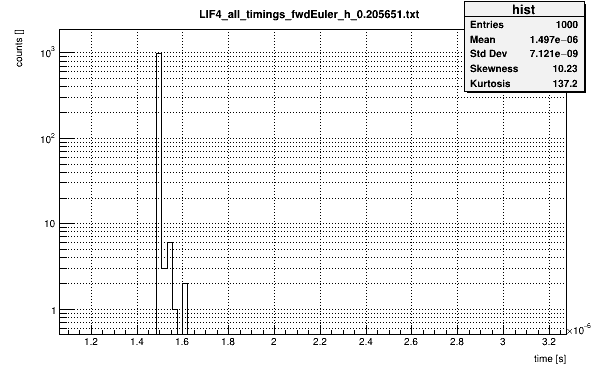 LIF4_all_timings_fwdEuler_h_0.205651.txt
hist
Entries 1000
Mean 1.497e−06
Std Dev 7.121e−09
Skewness 10.23
Kurtosis 137.2
counts []
10³
10²
10
1
1.2 1.4 1.6 1.8 2 2.2 2.4 2.6 2.8 3 3.2
×10⁻⁶
time [s]